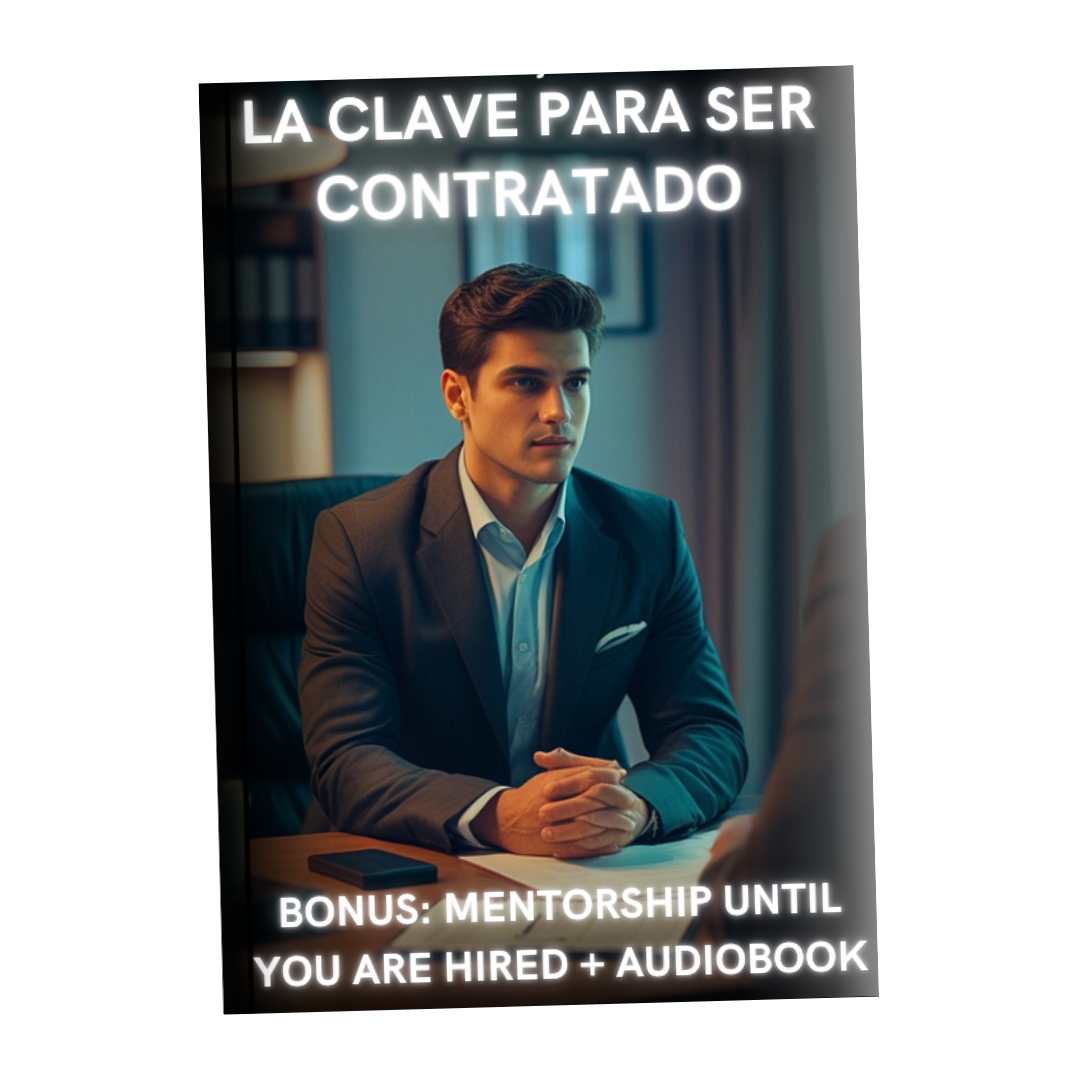 LA CLAVE PARA SER
CONTRATADO
BONUS: MENTORSHIP UNTIL
YOU ARE HIRED + AUDIOBOOK